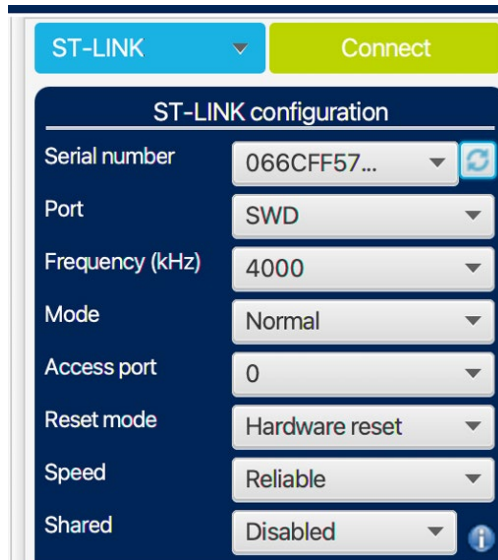 ST-LINK Connect
ST-LINK configuration
Serial number 066CFF57...
Port SWD
Frequency (kHz) 4000
Mode Normal
Access port 0
Reset mode Hardware reset
Speed Reliable
Shared Disabled